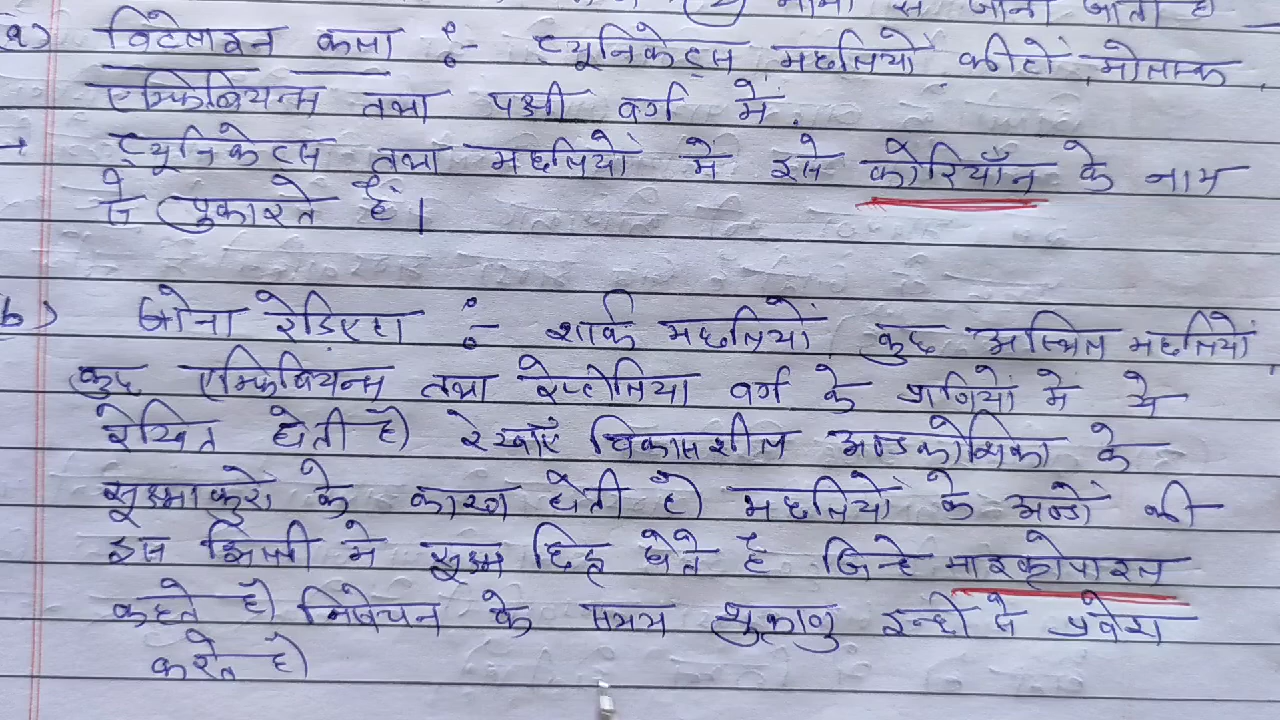 नामो से जाना जाता है
a) विटेलाइन कला :- ट्यूनिकेट्स मछलियों कीटो मोलस्क
एम्फिबियन्स तथा पक्षी वर्ग में.
→ ट्यूनिकेटस तथा मछलियो में इसे कोरियॉन के नाम
से पुकारते हैं।
b) जोना रेडिएटा :- शार्क मछलियों. कुछ अस्थिल मछलियों
कुछ एम्फिबियन्स तथा रेप्टीलिया वर्ग के प्राणियों में ये
रेखित होती है। रेखाएँ विकासशील अण्डकोशिका के
सूक्ष्माकुरो के कारण होती है। मछलियों के अण्डों की
इस झिल्ली मे सूक्ष्म छिद्र होते है जिन्हे माइक्रोपाइल
कहते है। निषेचन के समय शुक्राणु इन्ही से प्रवेश
करते है।